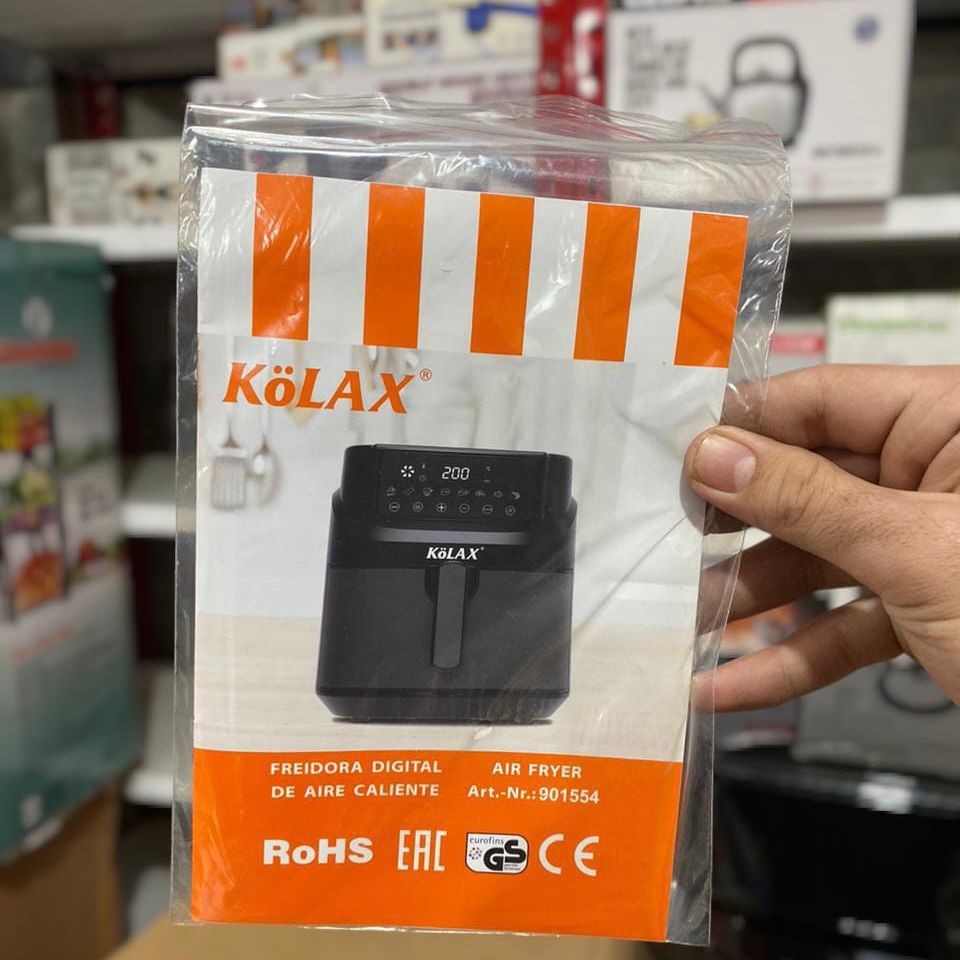 KöLAX®
200
KöLAX®
FREIDORA DIGITAL
DE AIRE CALIENTE
AIR FRYER
Art.-Nr.: 901554
RoHS
EAC
eurofins
GS
CE